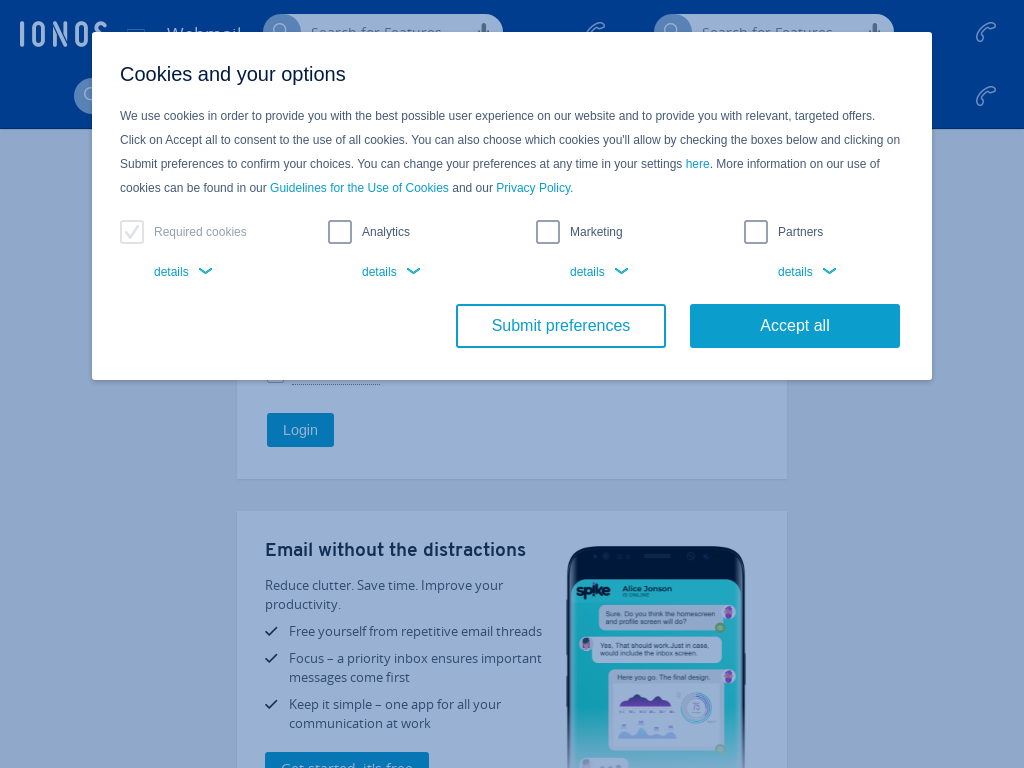 IONOS
Webmail
Search for Features
Search for Features
Cookies and your options
We use cookies in order to provide you with the best possible user experience on our website and to provide you with relevant, targeted offers.
Click on Accept all to consent to the use of all cookies. You can also choose which cookies you'll allow by checking the boxes below and clicking on
Submit preferences to confirm your choices. You can change your preferences at any time in your settings here. More information on our use of
cookies can be found in our Guidelines for the Use of Cookies and our Privacy Policy.
Required cookies
Analytics
Marketing
Partners
details
details
details
details
Submit preferences
Accept all
Login
Email without the distractions
Reduce clutter. Save time. Improve your
productivity.
Free yourself from repetitive email threads
Focus – a priority inbox ensures important
messages come first
Keep it simple – one app for all your
communication at work
Get started, it's free
spike
Alice Jonson
IS ONLINE
Sure. Do you think the homescreen
and profile screen will do?
Yes, That should work.Just in case,
would include the inbox screen.
Here you go. The final design.
75